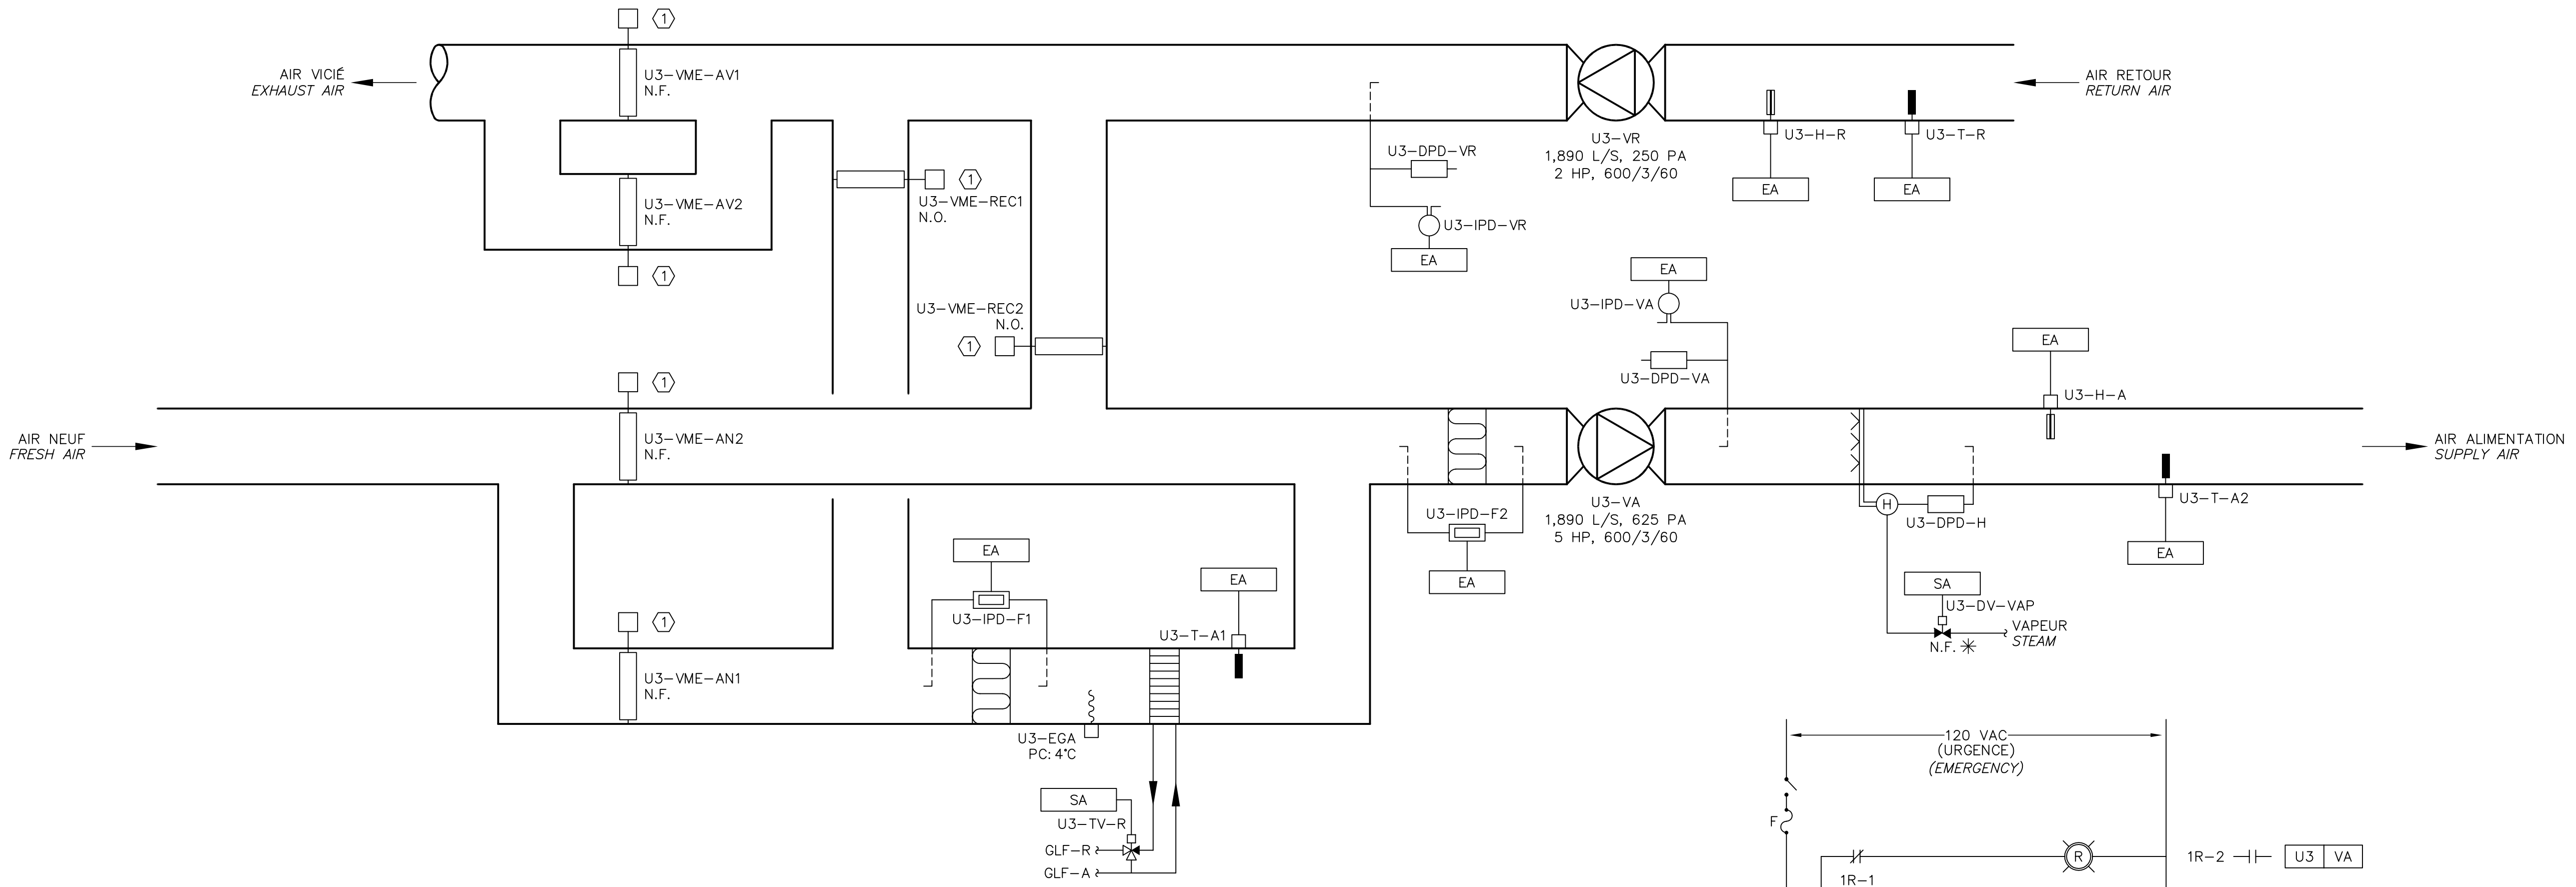 1
AIR VICIÉ
EXHAUST AIR
U3-VME-AV1
N.F.
AIR RETOUR
RETURN AIR
U3-VR
1,890 L/S, 250 PA
2 HP, 600/3/60
U3-H-R
EA
U3-T-R
EA
U3-DPD-VR
U3-IPD-VR
EA
U3-VME-AV2
N.F.
1
1
U3-VME-REC1
N.O.
U3-VME-REC2
N.O.
1
EA
U3-IPD-VA
U3-DPD-VA
EA
U3-H-A
1
AIR NEUF
FRESH AIR
U3-VME-AN2
N.F.
AIR ALIMENTATION
SUPPLY AIR
U3-VA
1,890 L/S, 625 PA
5 HP, 600/3/60
U3-IPD-F2
EA
H
U3-DPD-H
U3-T-A2
EA
SA
U3-DV-VAP
VAPEUR
STEAM
N.F.
EA
U3-IPD-F1
EA
U3-T-A1
1
U3-VME-AN1
N.F.
U3-EGA
PC: 4°C
SA
U3-TV-R
GLF-R
GLF-A
120 VAC
(URGENCE)
(EMERGENCY)
F
R
1R-1
1R-2
U3 VA